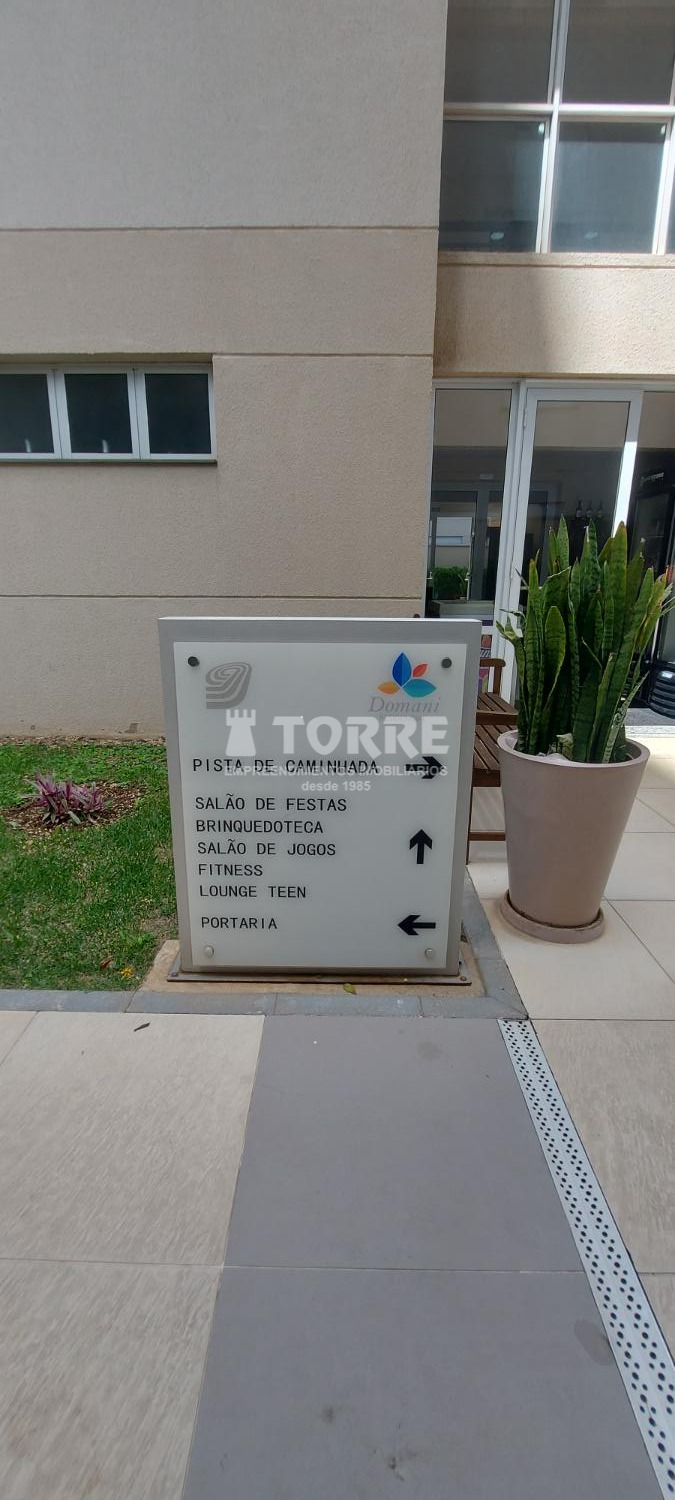 Domani
TORRE
PISTA DE CAMINHADA
EMPREENDIMENTOS IMOBILIÁRIOS
desde 1985
SALÃO DE FESTAS
BRINQUEDOTECA
SALÃO DE JOGOS
FITNESS
LOUNGE TEEN
PORTARIA